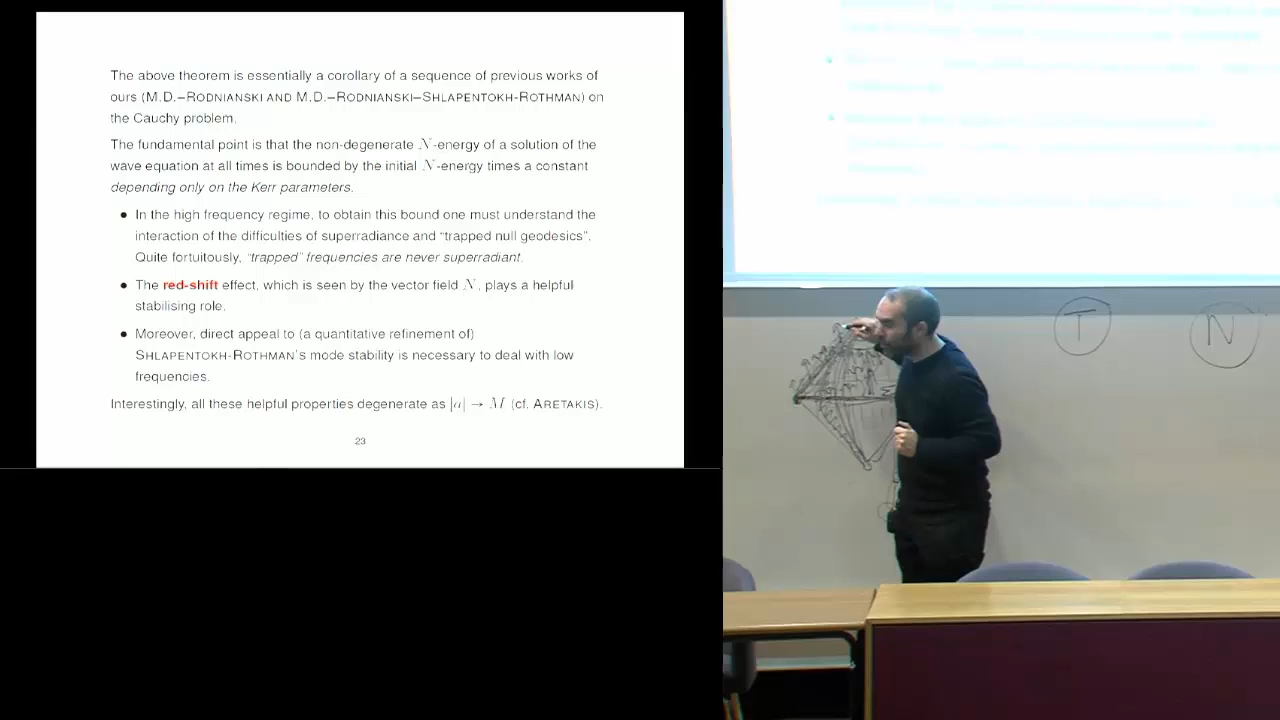 The above theorem is essentially a corollary of a sequence of previous works of
ours (M.D.–RODNIANSKI AND M.D.–RODNIANSKI–SHLAPENTOKH-ROTHMAN) on
the Cauchy problem.
The fundamental point is that the non-degenerate N-energy of a solution of the
wave equation at all times is bounded by the initial N-energy times a constant
depending only on the Kerr parameters.
• In the high frequency regime, to obtain this bound one must understand the
interaction of the difficulties of superradiance and “trapped null geodesics”.
Quite fortuitously, “trapped” frequencies are never superradiant.
• The red-shift effect, which is seen by the vector field N, plays a helpful
stabilising role.
• Moreover, direct appeal to (a quantitative refinement of)
SHLAPENTOKH-ROTHMAN’s mode stability is necessary to deal with low
frequencies.
Interestingly, all these helpful properties degenerate as |a| → M (cf. ARETAKIS).
23
T N